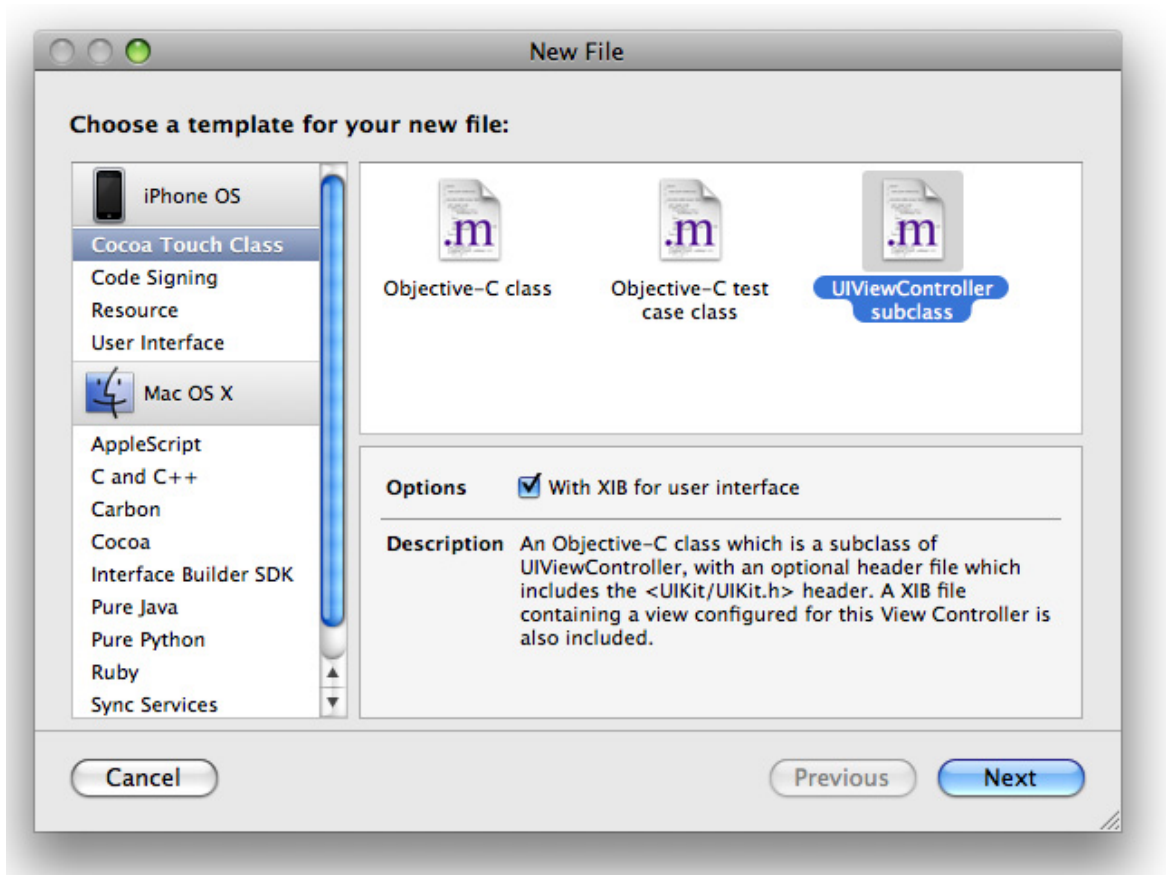 New File
Choose a template for your new file:
iPhone OS
Cocoa Touch Class
Code Signing
Resource
User Interface
Mac OS X
AppleScript
C and C++
Carbon
Cocoa
Interface Builder SDK
Pure Java
Pure Python
Ruby
Sync Services
.m
.m
.m
Objective-C class
Objective-C test
case class
UIViewController
subclass
Options
With XIB for user interface
Description
An Objective-C class which is a subclass of
UIViewController, with an optional header file which
includes the <UIKit/UIKit.h> header. A XIB file
containing a view configured for this View Controller is
also included.
Cancel
Previous
Next